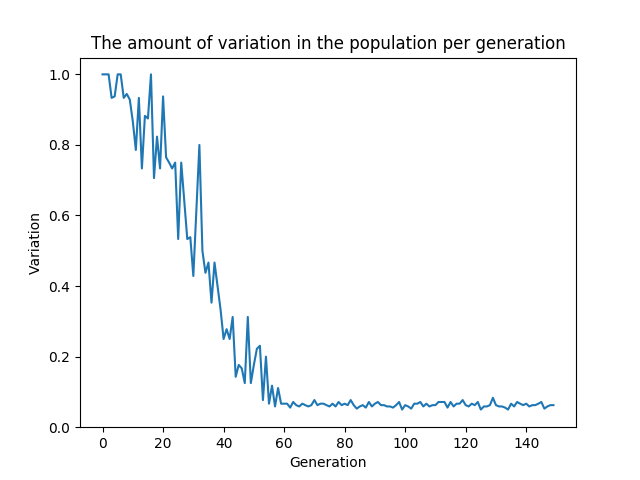 The amount of variation in the population per generation
1.0
0.8
0.6
0.4
0.2
0.0
Variation
0 20 40 60 80 100 120 140
Generation